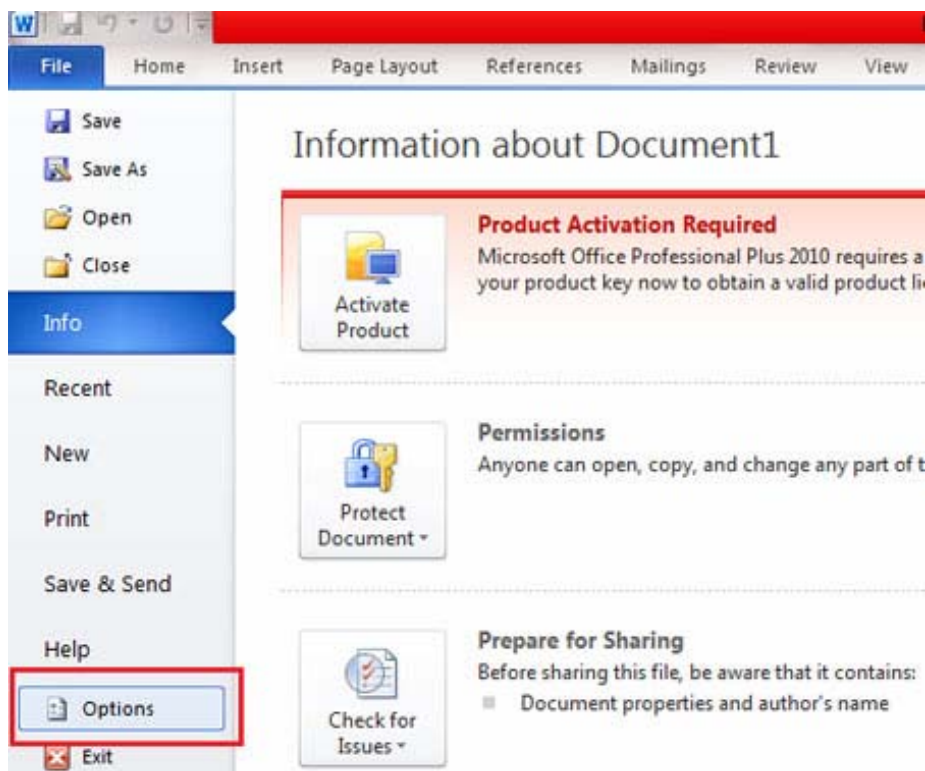 W
File Home Insert Page Layout References Mailings Review View
Save
Save As
Open
Close
Info
Recent
New
Print
Save & Send
Help
Options
Exit
Information about Document1
Activate
Product
Product Activation Required
Microsoft Office Professional Plus 2010 requires a
your product key now to obtain a valid product
Protect
Document
Permissions
Anyone can open, copy, and change any part of
Check for
Issues
Prepare for Sharing
Before sharing this file, be aware that it contains:
Document properties and author's name